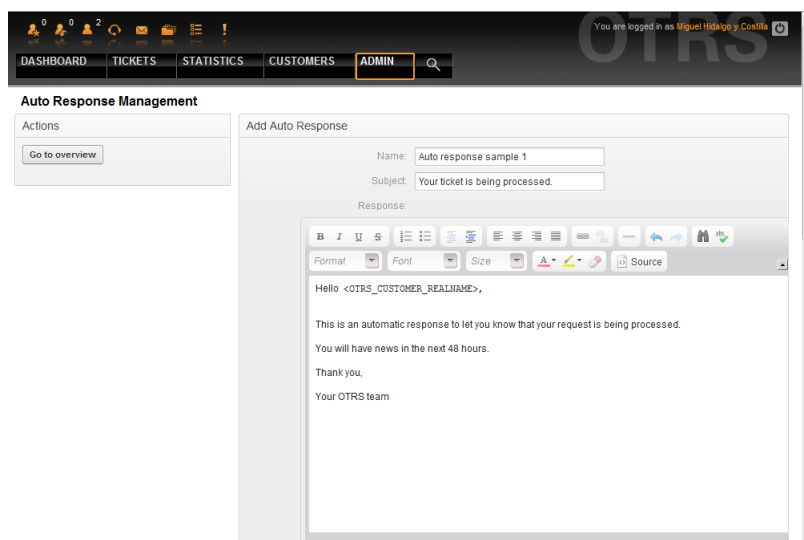 0 0 2
You are logged in as Miguel Hidalgo y Costilla
OTRS
DASHBOARD TICKETS STATISTICS CUSTOMERS ADMIN
Auto Response Management
Actions
Go to overview
Add Auto Response
Name: Auto response sample 1
Subject: Your ticket is being processed.
Response:
B I U S ABC
Format Font Size A Source
Hello <OTRS_CUSTOMER_REALNAME>,
This is an automatic response to let you know that your request is being processed.
You will have news in the next 48 hours.
Thank you,
Your OTRS team